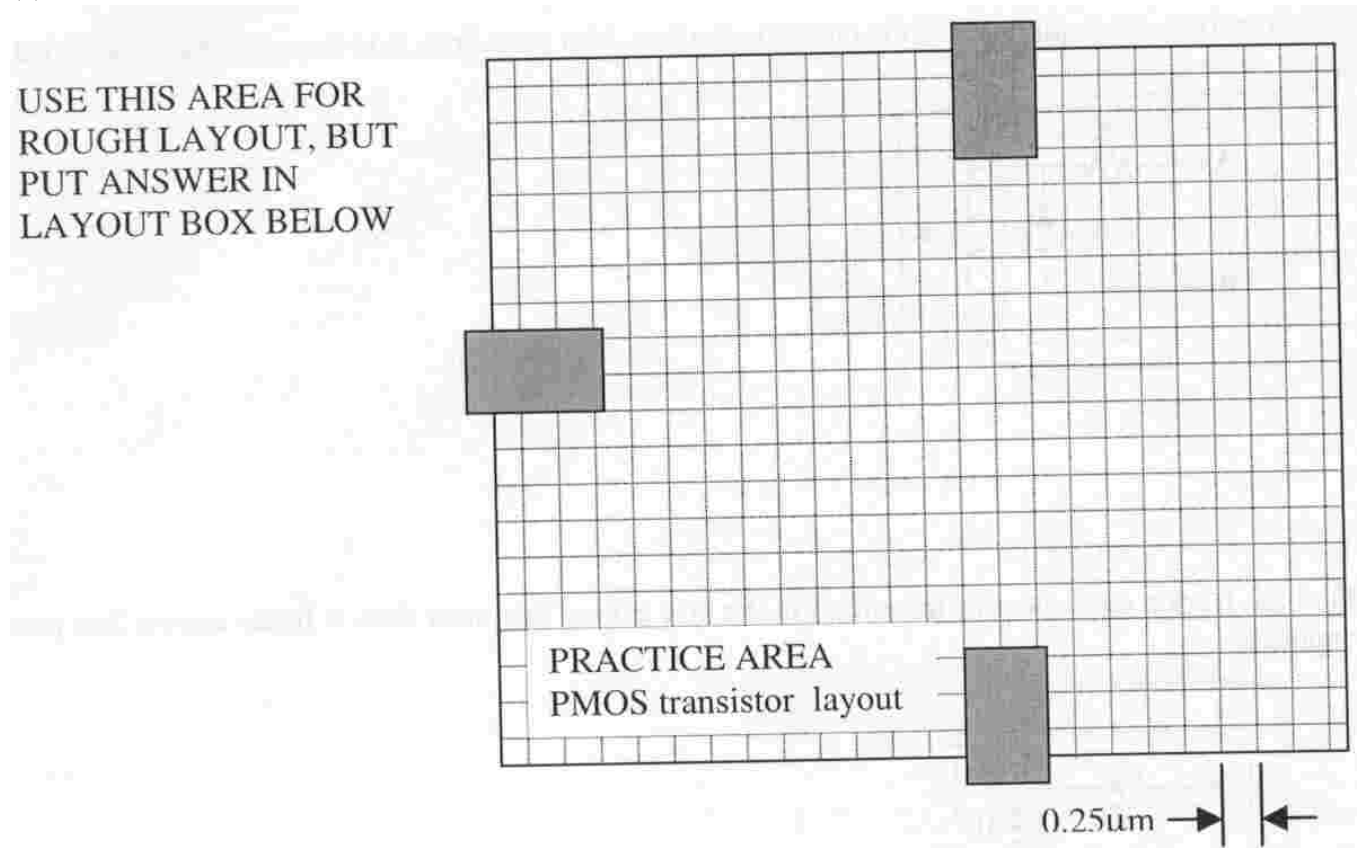 USE THIS AREA FOR
ROUGH LAYOUT, BUT
PUT ANSWER IN
LAYOUT BOX BELOW
PRACTICE AREA
PMOS transistor layout
0.25um